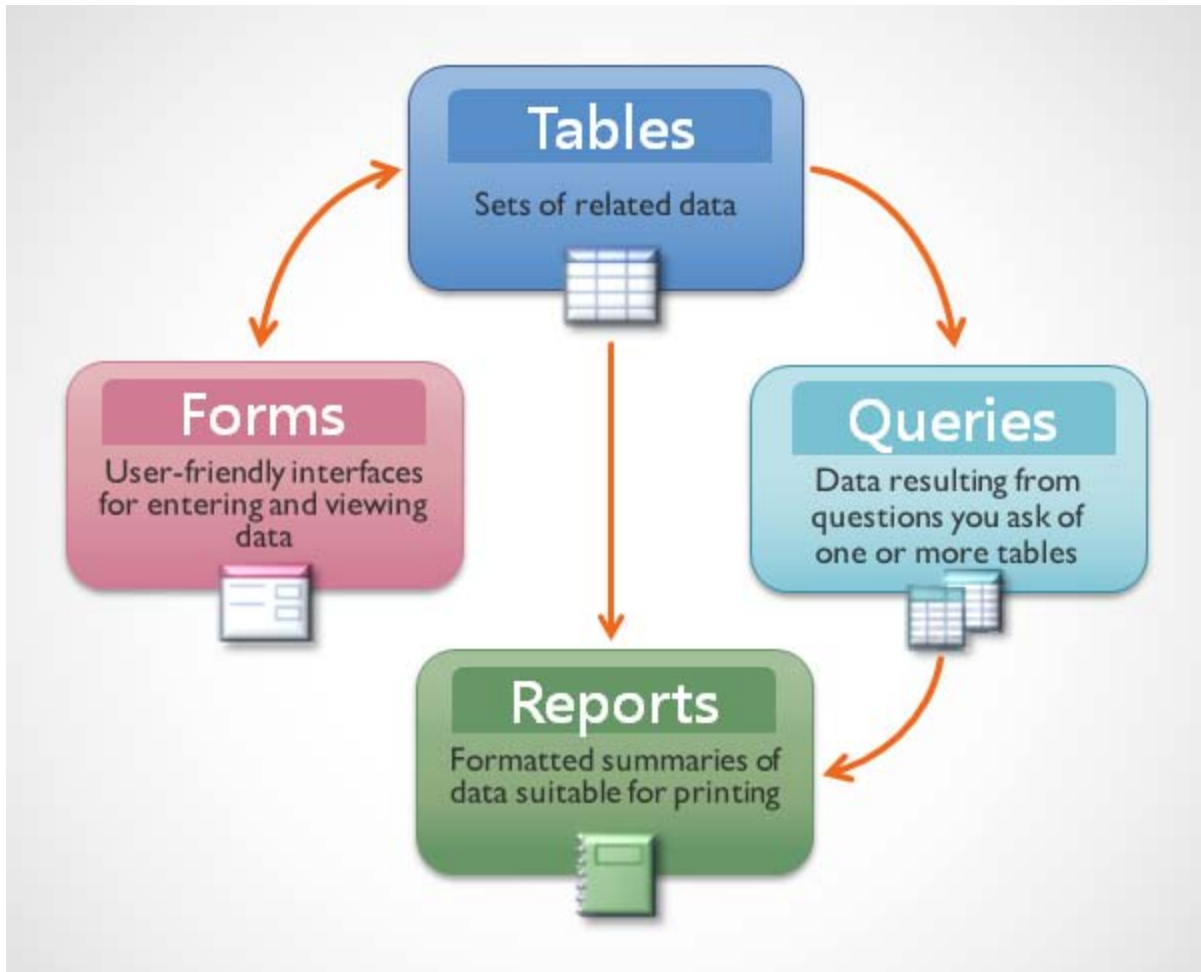 Tables
Sets of related data
Forms
User-friendly interfaces
for entering and viewing
data
Queries
Data resulting from
questions you ask of
one or more tables
Reports
Formatted summaries of
data suitable for printing